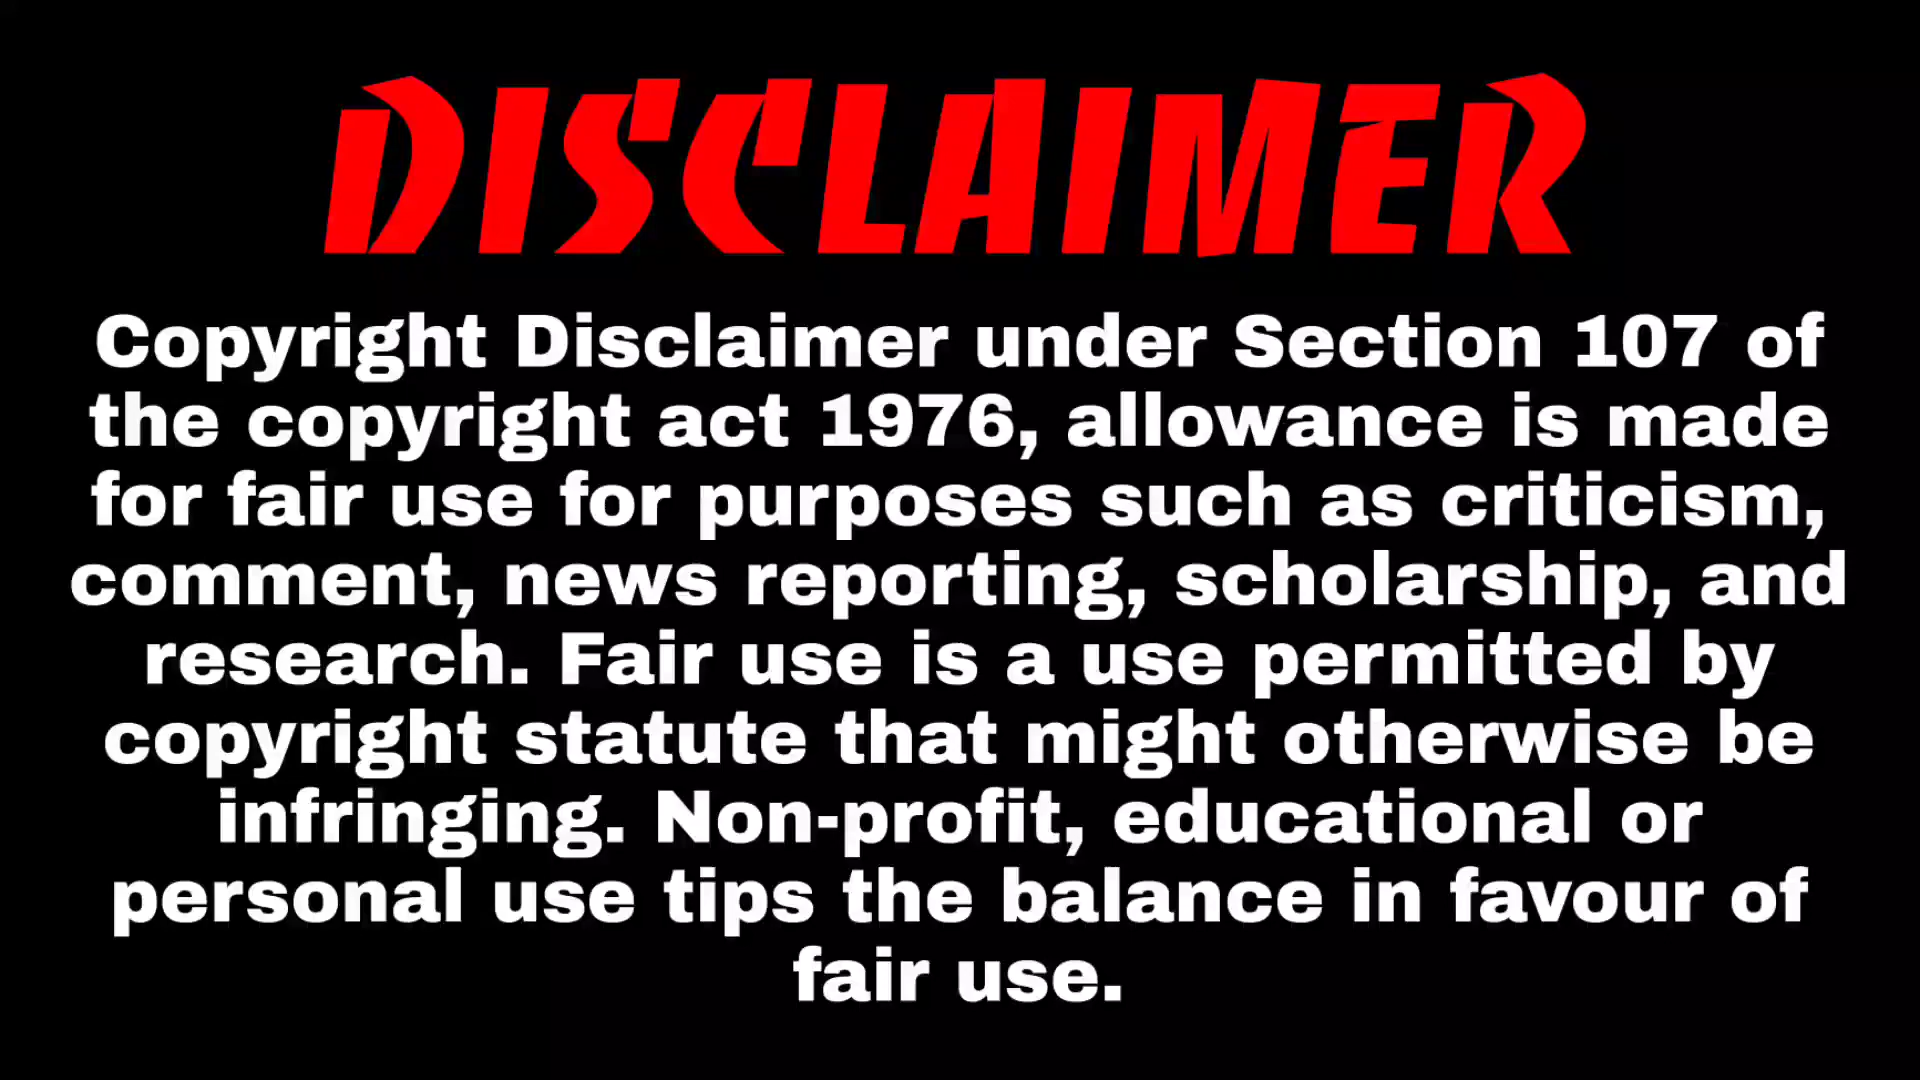 DISCLAIMER
Copyright Disclaimer under Section 107 of
the copyright act 1976, allowance is made
for fair use for purposes such as criticism,
comment, news reporting, scholarship, and
research. Fair use is a use permitted by
copyright statute that might otherwise be
infringing. Non-profit, educational or
personal use tips the balance in favour of
fair use.